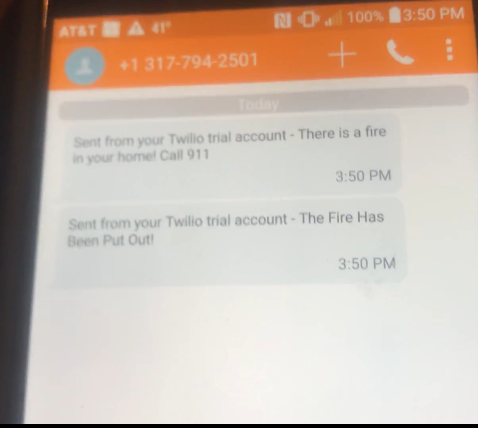 AT&T 41° 100% 3:50 PM
+1 317-794-2501
Today
Sent from your Twilio trial account - There is a fire
in your home! Call 911
3:50 PM
Sent from your Twilio trial account - The Fire Has
Been Put Out!
3:50 PM